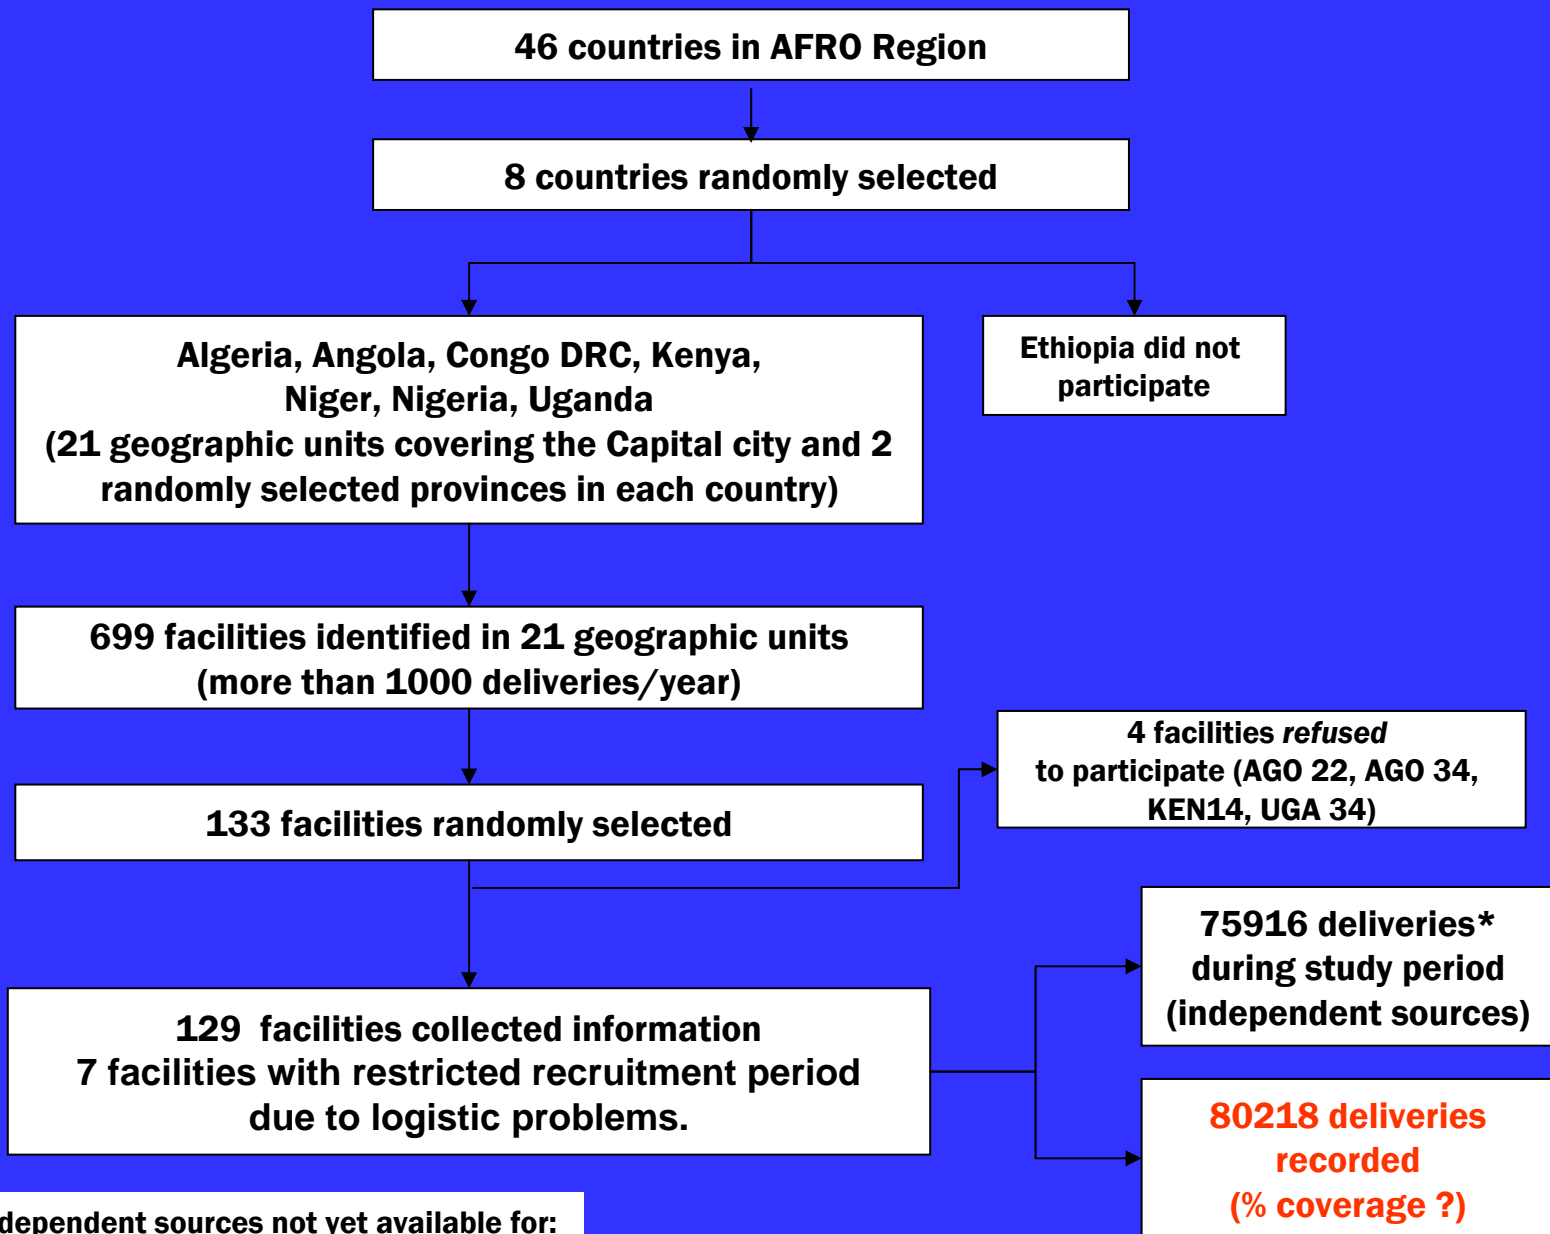 46 countries in AFRO Region
8 countries randomly selected
Algeria, Angola, Congo DRC, Kenya,
Niger, Nigeria, Uganda
(21 geographic units covering the Capital city and 2
randomly selected provinces in each country)
Ethiopia did not
participate
699 facilities identified in 21 geographic units
(more than 1000 deliveries/year)
4 facilities refused
to participate (AGO 22, AGO 34,
KEN14, UGA 34)
133 facilities randomly selected
75916 deliveries*
during study period
(independent sources)
129 facilities collected information
7 facilities with restricted recruitment period
due to logistic problems.
80218 deliveries
recorded
(% coverage ?)
dependent sources not yet available for: